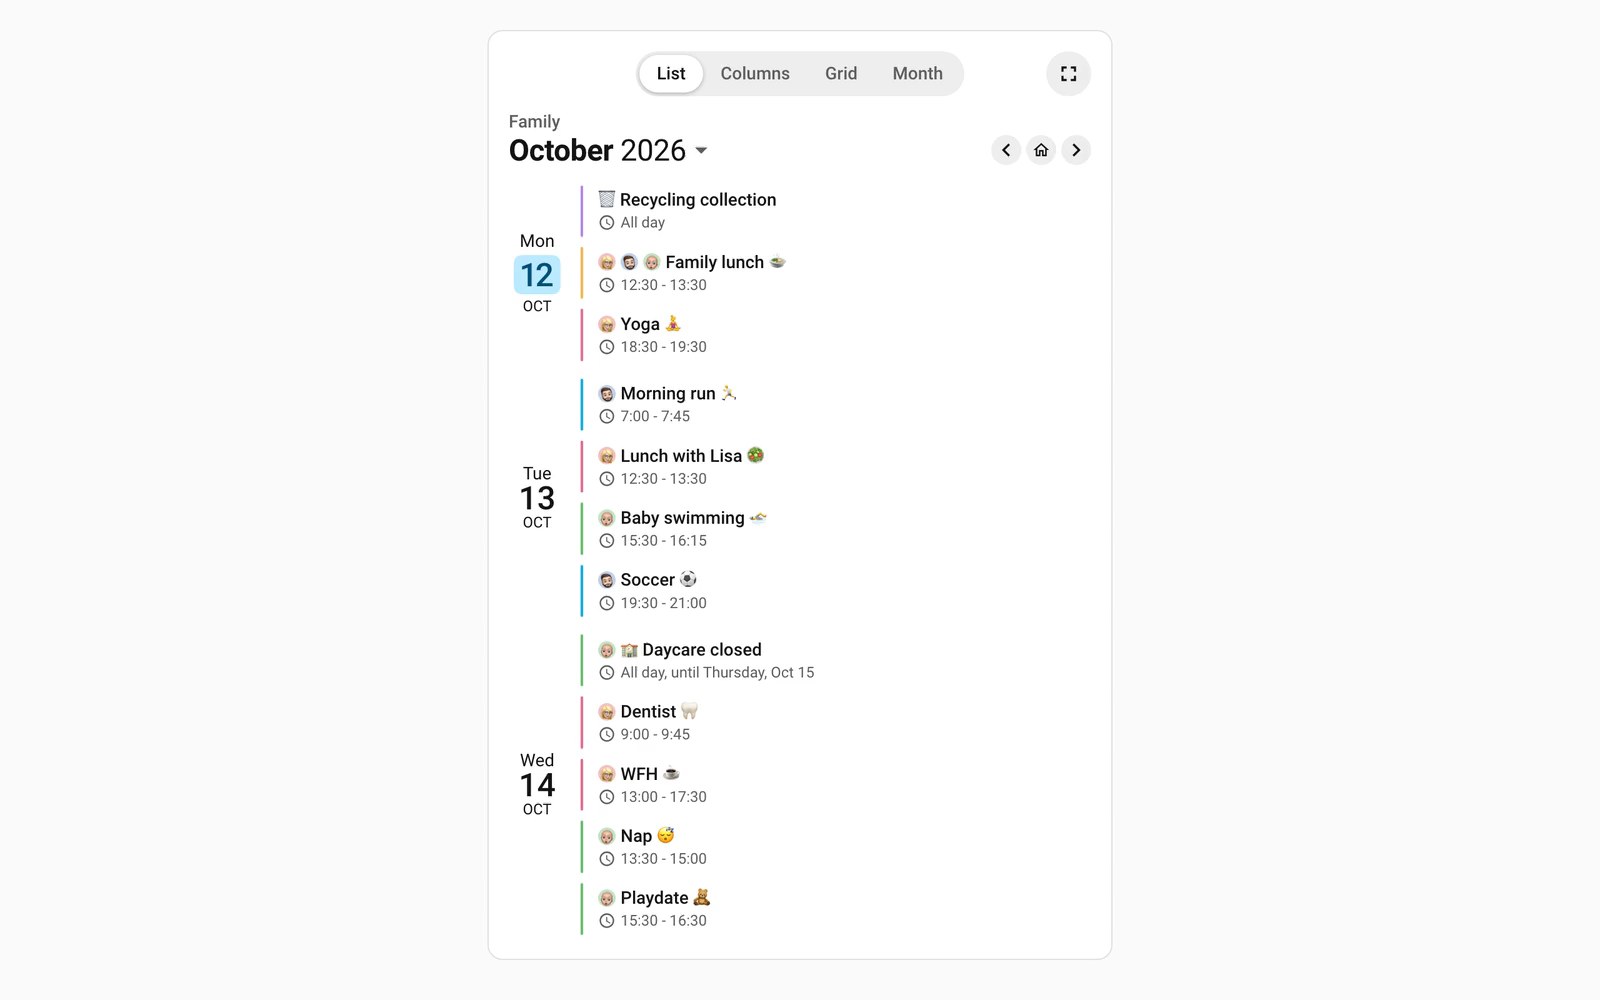 List Columns Grid Month
Family
October 2026
Mon
12
OCT
Recycling collection
All day
Family lunch
12:30 - 13:30
Yoga
18:30 - 19:30
Tue
13
OCT
Morning run
7:00 - 7:45
Lunch with Lisa
12:30 - 13:30
Baby swimming
15:30 - 16:15
Soccer
19:30 - 21:00
Wed
14
OCT
Daycare closed
All day, until Thursday, Oct 15
Dentist
9:00 - 9:45
WFH
13:00 - 17:30
Nap
13:30 - 15:00
Playdate
15:30 - 16:30